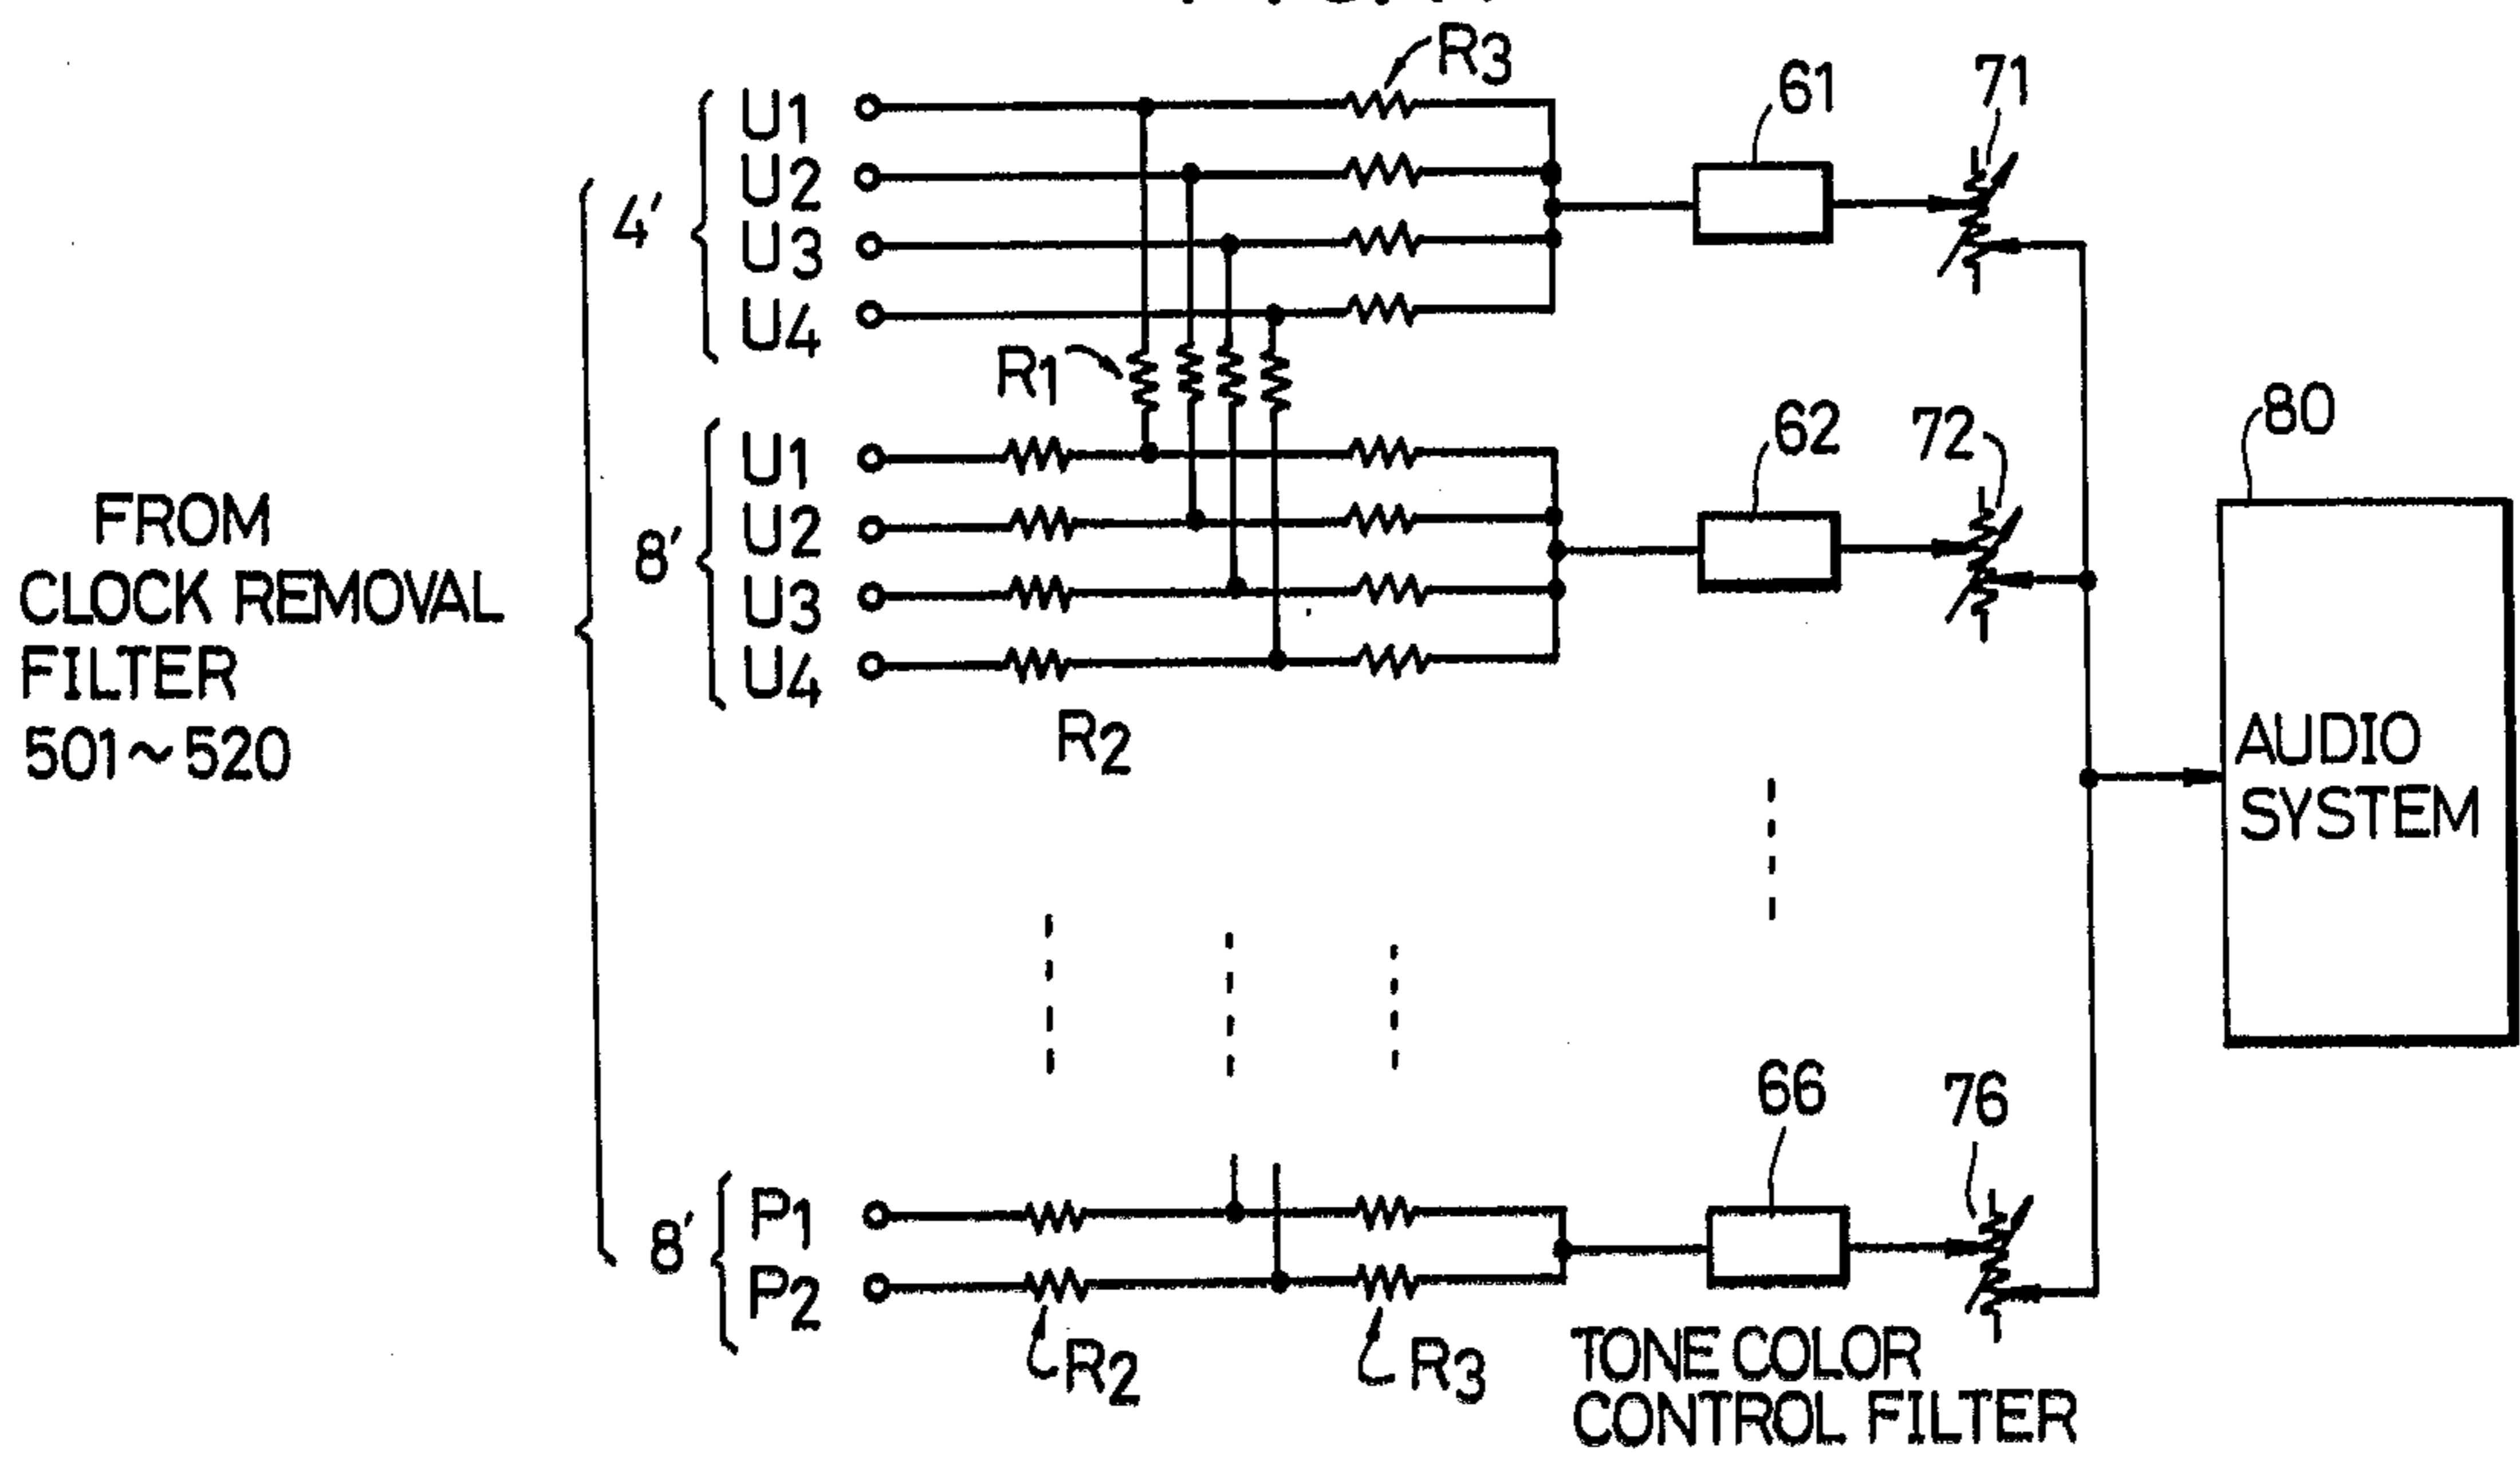 R3
61
71
4'
U1
U2
U3
U4
R1
62
72
80
FROM
CLOCK REMOVAL
FILTER
501~520
8'
U1
U2
U3
U4
R2
AUDIO
SYSTEM
66
76
8'
P1
P2
R2
R3
TONE COLOR
CONTROL FILTER